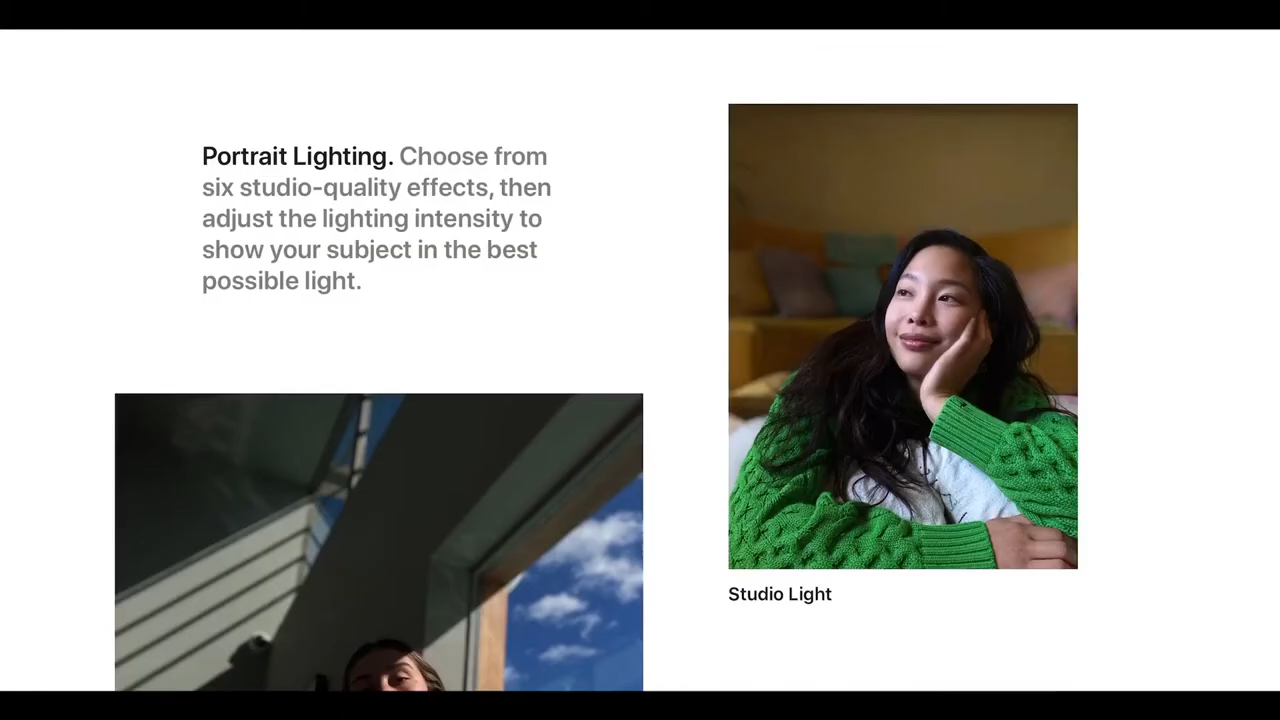 Portrait Lighting. Choose from
six studio-quality effects, then
adjust the lighting intensity to
show your subject in the best
possible light.
Studio Light